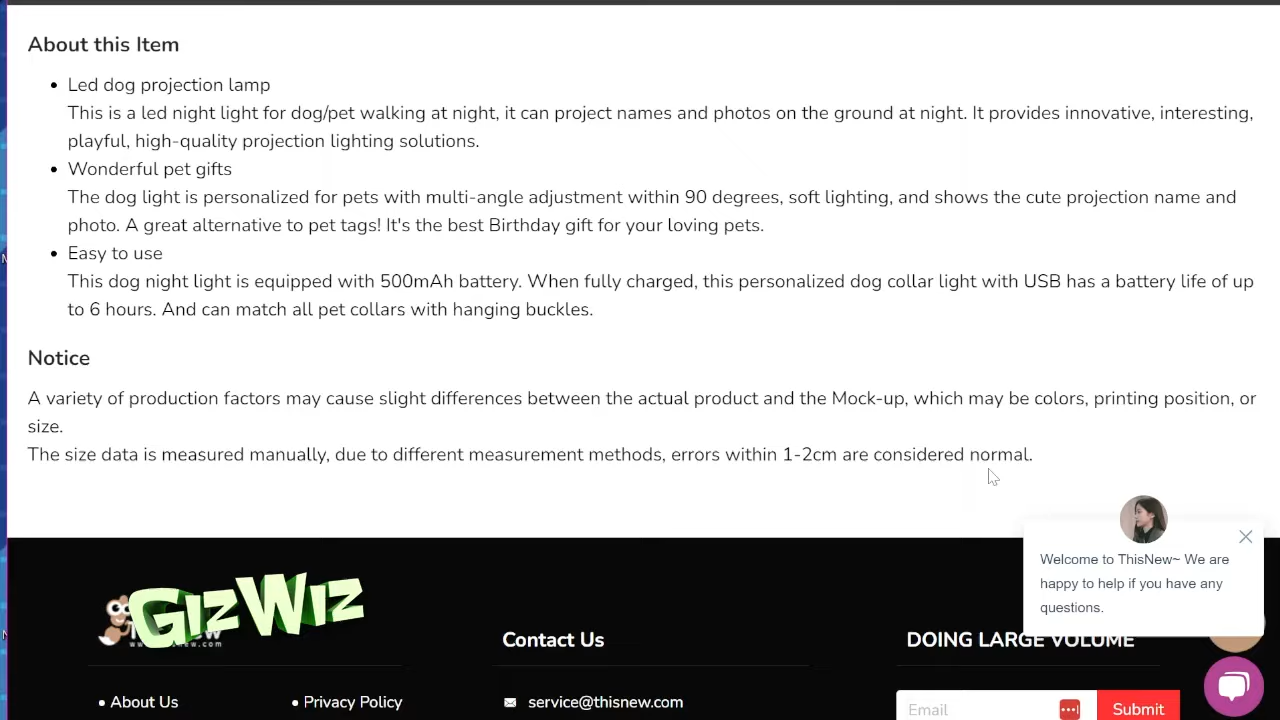 About this Item
Led dog projection lamp
This is a led night light for dog/pet walking at night, it can project names and photos on the ground at night. It provides innovative, interesting,
playful, high-quality projection lighting solutions.
Wonderful pet gifts
The dog light is personalized for pets with multi-angle adjustment within 90 degrees, soft lighting, and shows the cute projection name and
photo. A great alternative to pet tags! It's the best Birthday gift for your loving pets.
Easy to use
This dog night light is equipped with 500mAh battery. When fully charged, this personalized dog collar light with USB has a battery life of up
to 6 hours. And can match all pet collars with hanging buckles.
Notice
A variety of production factors may cause slight differences between the actual product and the Mock-up, which may be colors, printing position, or
size.
The size data is measured manually, due to different measurement methods, errors within 1-2cm are considered normal.
Welcome to ThisNew~ We are
happy to help if you have any
questions.
GizWiz
Contact Us
DOING LARGE VOLUME
• About Us
• Privacy Policy
service@thisnew.com
Email
Submit